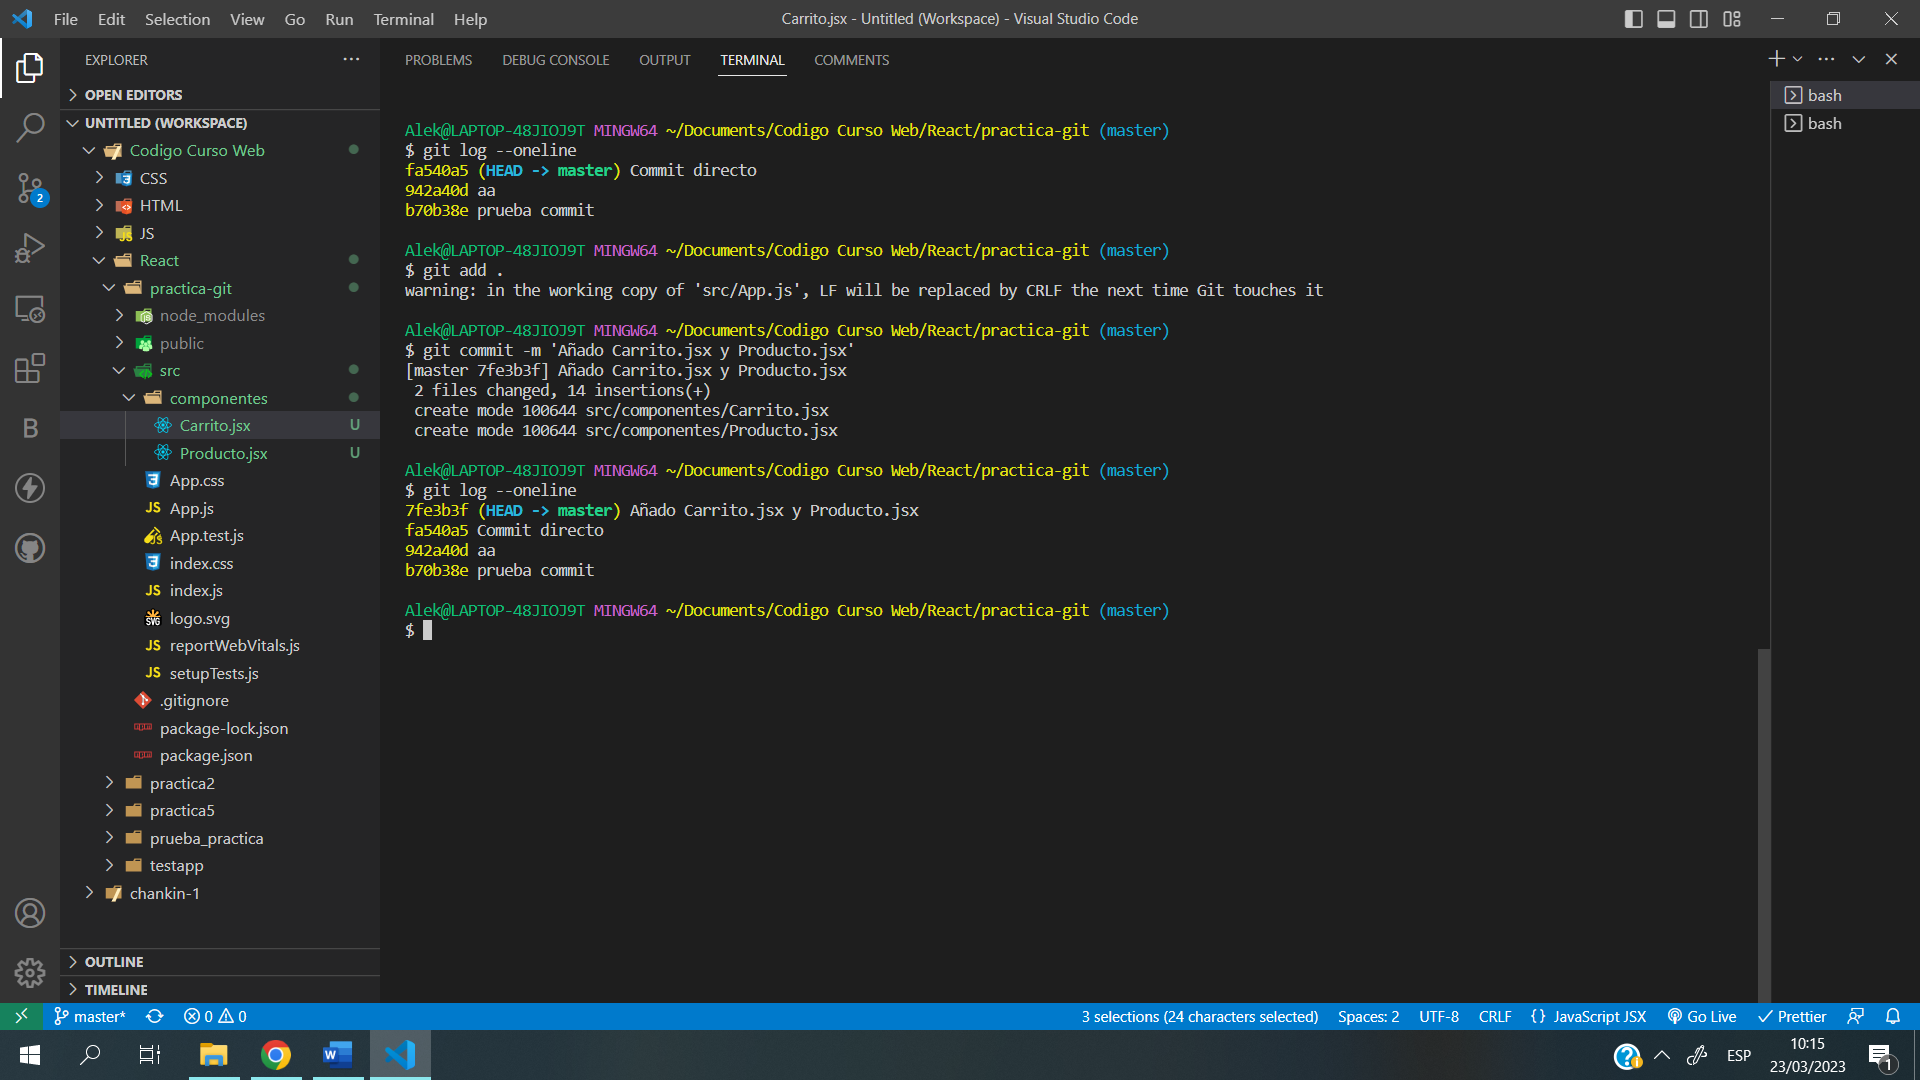 File Edit Selection View Go Run Terminal Help
Carrito.jsx - Untitled (Workspace) - Visual Studio Code
EXPLORER
OPEN EDITORS
UNTITLED (WORKSPACE)
Codigo Curso Web
CSS
HTML
JS
React
practica-git
node_modules
public
src
componentes
Carrito.jsx U
Producto.jsx U
App.css
App.js
App.test.js
index.css
index.js
logo.svg
reportWebVitals.js
setupTests.js
.gitignore
package-lock.json
package.json
practica2
practica5
prueba_practica
testapp
chankin-1
OUTLINE
TIMELINE
2
B
PROBLEMS DEBUG CONSOLE OUTPUT TERMINAL COMMENTS
Alek@LAPTOP-48JIOJ9T MINGW64 ~/Documents/Codigo Curso Web/React/practica-git (master)
$ git log --oneline
fa540a5 (HEAD -> master) Commit directo
942a40d aa
b70b38e prueba commit
Alek@LAPTOP-48JIOJ9T MINGW64 ~/Documents/Codigo Curso Web/React/practica-git (master)
$ git add .
warning: in the working copy of 'src/App.js', LF will be replaced by CRLF the next time Git touches it
Alek@LAPTOP-48JIOJ9T MINGW64 ~/Documents/Codigo Curso Web/React/practica-git (master)
$ git commit -m 'Añado Carrito.jsx y Producto.jsx'
[master 7fe3b3f] Añado Carrito.jsx y Producto.jsx
2 files changed, 14 insertions(+)
create mode 100644 src/componentes/Carrito.jsx
create mode 100644 src/componentes/Producto.jsx
Alek@LAPTOP-48JIOJ9T MINGW64 ~/Documents/Codigo Curso Web/React/practica-git (master)
$ git log --oneline
7fe3b3f (HEAD -> master) Añado Carrito.jsx y Producto.jsx
fa540a5 Commit directo
942a40d aa
b70b38e prueba commit
Alek@LAPTOP-48JIOJ9T MINGW64 ~/Documents/Codigo Curso Web/React/practica-git (master)
$
bash
bash
master* 0 0
3 selections (24 characters selected) Spaces: 2 UTF-8 CRLF {} JavaScript JSX Go Live Prettier
ESP
10:15
23/03/2023
1